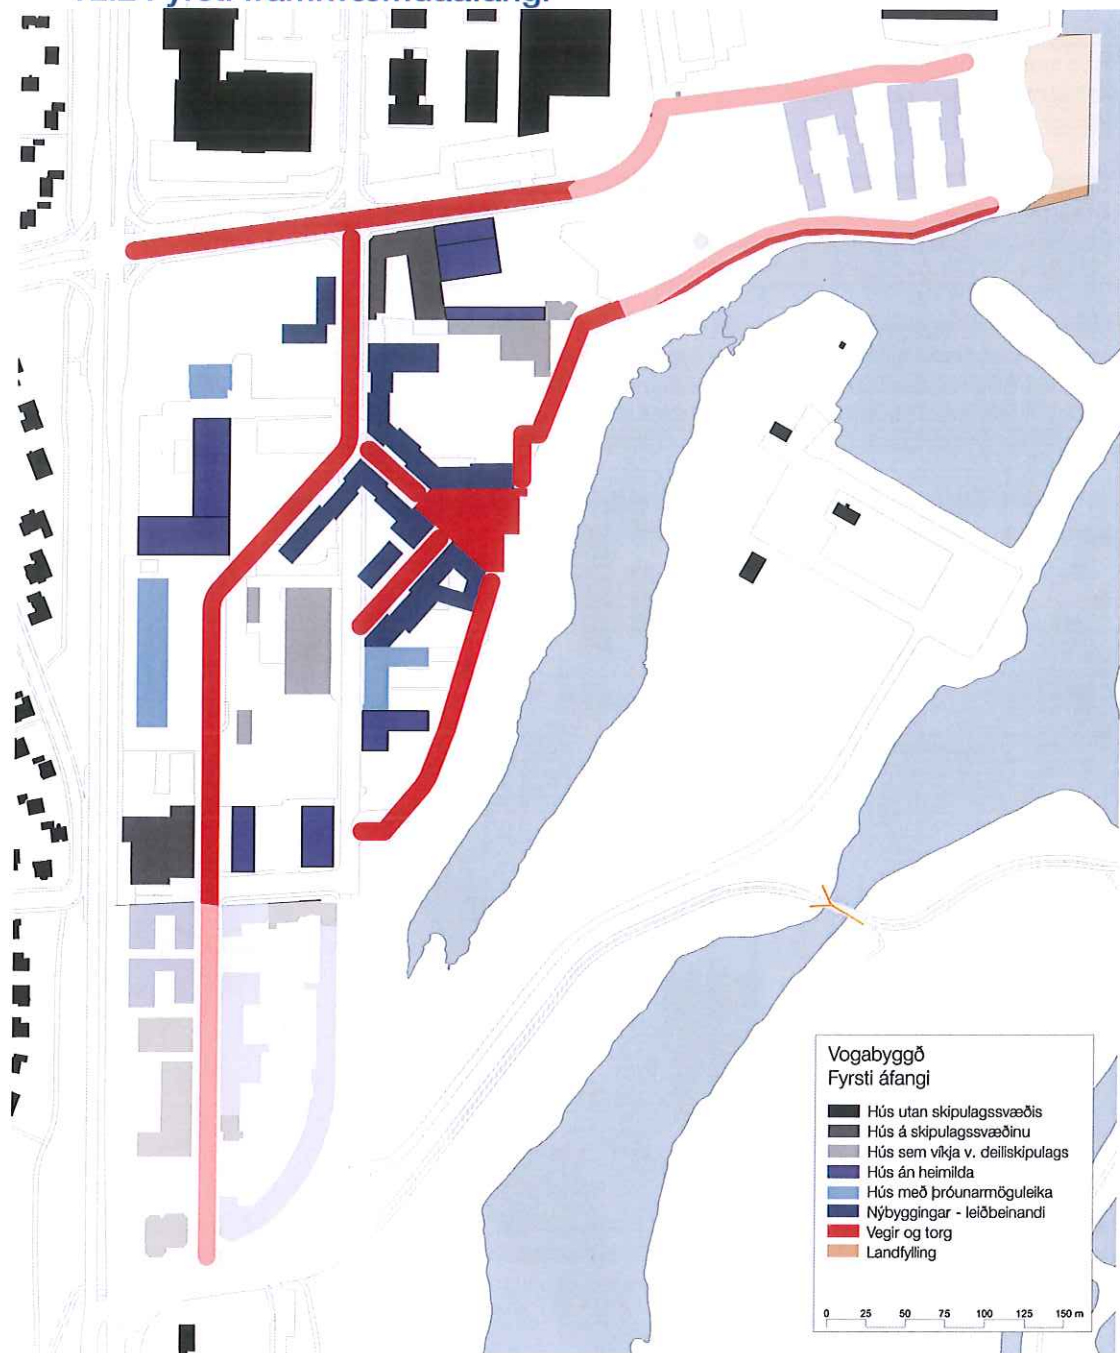 Vogabyggð
Fyrsti áfangi
Hús utan skipulagssvæðis
Hús á skipulagssvæðinu
Hús sem víkja v. deiliskipulags
Hús án heimilda
Hús með þróunarmöguleika
Nýbyggingar - leiðbeinandi
Vegir og torg
Landfylling
0 25 50 75 100 125 150 m